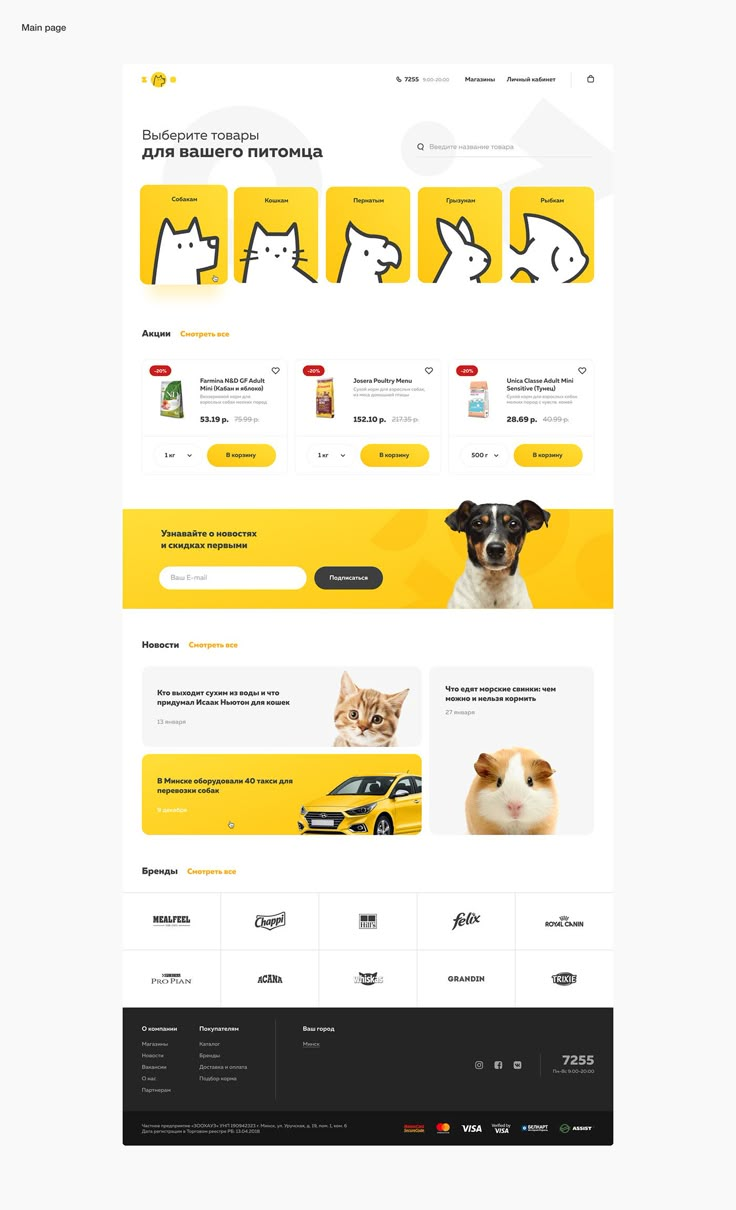 Main page
7255 9:00-20:00 Магазины Личный кабинет
Выберите товары
для вашего питомца
Введите название товара
Собакам
Кошкам
Пернатым
Грызунам
Рыбкам
Акции Смотреть все
-20%
Farmina N&D GF Adult
Mini (Кабан и яблоко)
Беззерновой корм для
взрослых собак мелких пород
53.19 р. 75.99 р.
1 кг
В корзину
-20%
Josera Poultry Menu
Сухой корм для взрослых собак,
из мяса домашней птицы
152.10 р. 217.35 р.
1 кг
В корзину
-20%
Unica Classe Adult Mini
Sensitive (Тунец)
Сухой корм для взрослых собак
мелких пород с чувств. кожей
28.69 р. 40.99 р.
500 г
В корзину
Узнавайте о новостях
и скидках первыми
Ваш E-mail
Подписаться
Новости Смотреть все
Кто выходит сухим из воды и что
придумал Исаак Ньютон для кошек
13 января
В Минске оборудовали 40 такси для
перевозки собак
9 декабря
Что едят морские свинки: чем
можно и нельзя кормить
27 января
Бренды Смотреть все
MEALFEEL
Chappi
Hill's
felix
ROYAL CANIN
PURINA
PRO PLAN
ACANA
whiskas
GRANDIN
TRIXIE
О компании
Магазины
Новости
Вакансии
О нас
Партнерам
Покупателям
Каталог
Бренды
Доставка и оплата
Подбор корма
Ваш город
Минск
7255
Пн-Вс 9:00-20:00
Частное предприятие «ЗООХАУЗ» УНП 190942323 г. Минск, ул. Уручская, д. 19, пом. 1, каб. 6
Дата регистрации в Торговом реестре РБ: 13.04.2018
MasterCard
SecureCode
mastercard
VISA
Verified by
VISA
БЕЛКАРТ
ASSIST